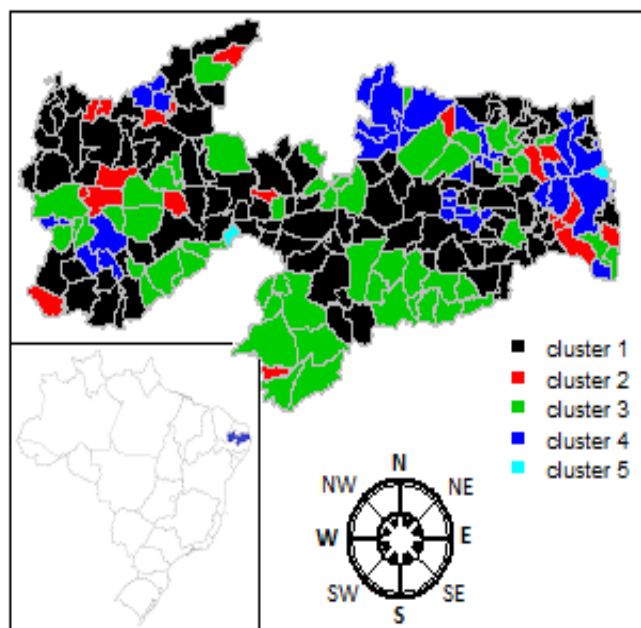 cluster 1
cluster 2
cluster 3
cluster 4
cluster 5
N
NW NE
W E
SW SE
S